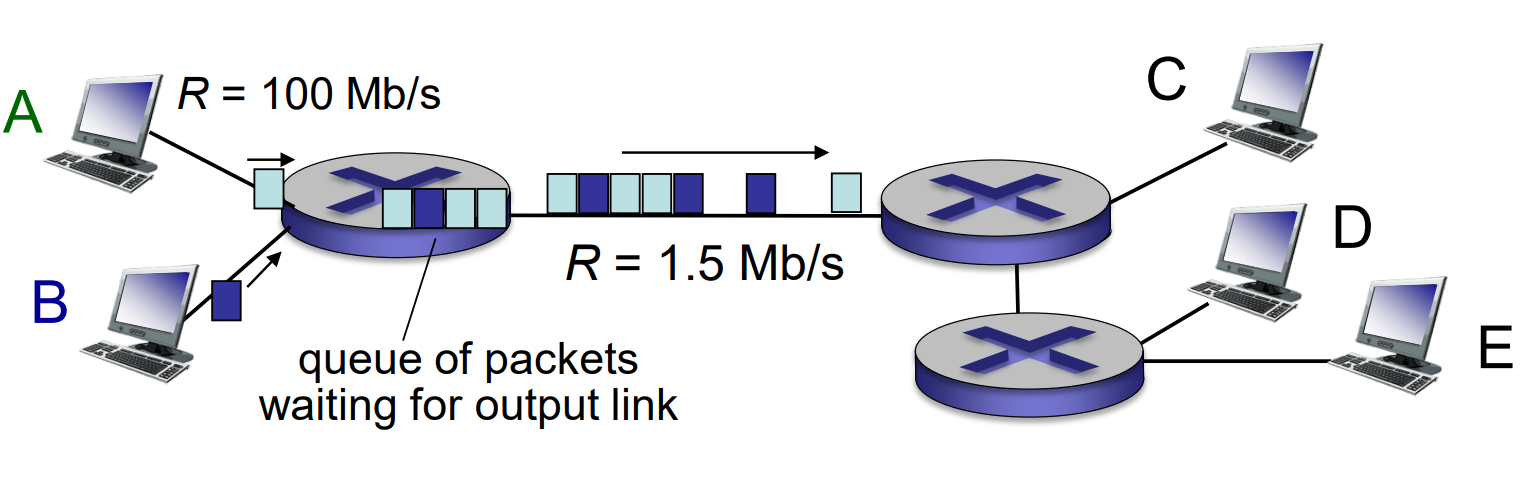 A
R = 100 Mb/s
C
D
B
R = 1.5 Mb/s
E
queue of packets
waiting for output link